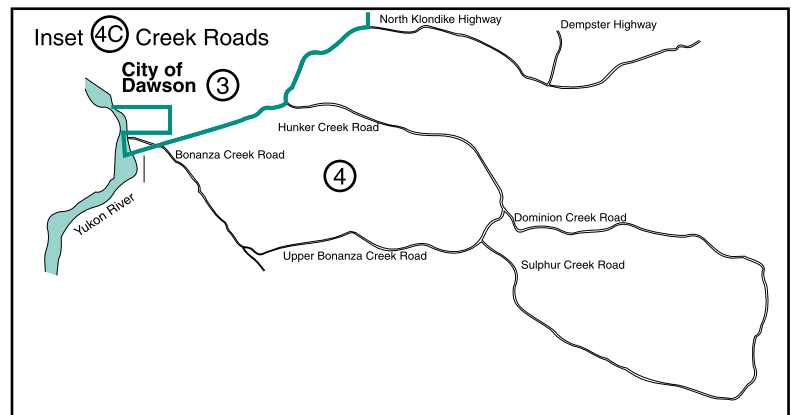 Inset 4C Creek Roads
North Klondike Highway
Dempster Highway
City of
Dawson
3
Hunker Creek Road
Bonanza Creek Road
4
Yukon River
Dominion Creek Road
Upper Bonanza Creek Road
Sulphur Creek Road